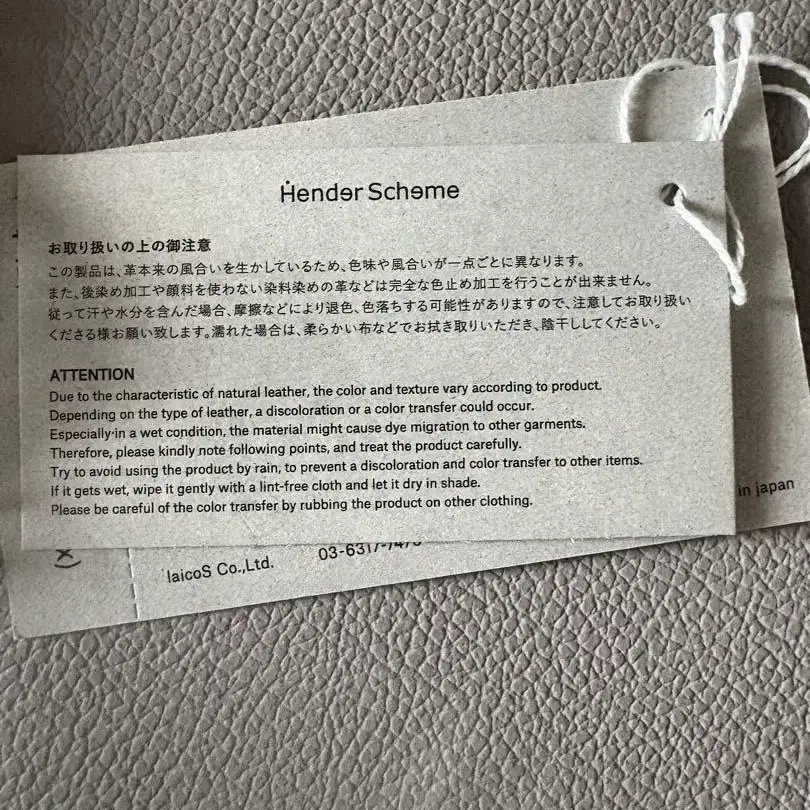 Hender Scheme
お取り扱いの上の御注意
この製品は、革本来の風合いを生かしているため、色味や風合いが一点ごとに異なります。
また、後染め加工や顔料を使わない染料染めの革などは完全な色止め加工を行うことが出来ません。
従って汗や水分を含んだ場合、摩擦などにより退色、色落ちする可能性がありますので、注意してお取り扱い
くださる様お願い致します。濡れた場合は、柔らかい布などでお拭き取りいただき、陰干ししてください。
ATTENTION
Due to the characteristic of natural leather, the color and texture vary according to product.
Depending on the type of leather, a discoloration or a color transfer could occur.
Especially in a wet condition, the material might cause dye migration to other garments.
Therefore, please kindly note following points, and treat the product carefully.
Try to avoid using the product by rain, to prevent a discoloration and color transfer to other items.
If it gets wet, wipe it gently with a lint-free cloth and let it dry in shade.
Please be careful of the color transfer by rubbing the product on other clothing.
in japan
laicoS Co.,Ltd.